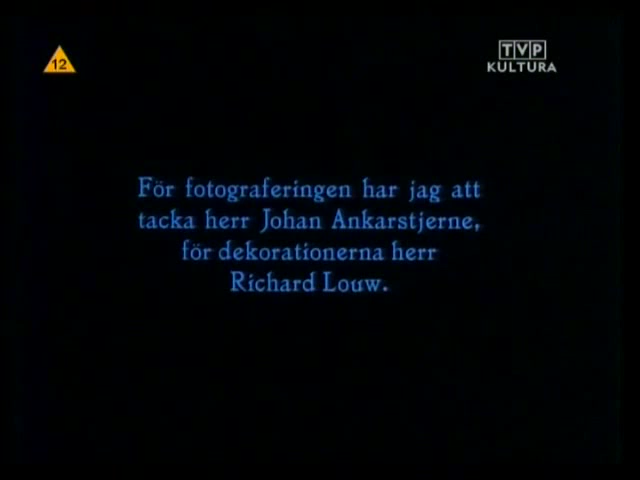 12
TVP
KULTURA
För fotograferingen har jag att
tacka herr Johan Ankarstjerne,
för dekorationerna herr
Richard Louw.